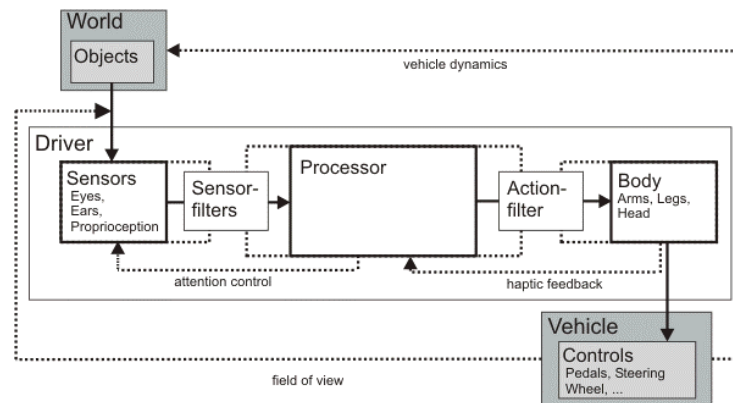 World
Objects
vehicle dynamics
Driver
Sensors
Eyes,
Ears,
Proprioception
Sensor-
filters
Processor
Action-
filter
Body
Arms, Legs,
Head
attention control
haptic feedback
Vehicle
Controls
Pedals, Steering
Wheel, ...
field of view